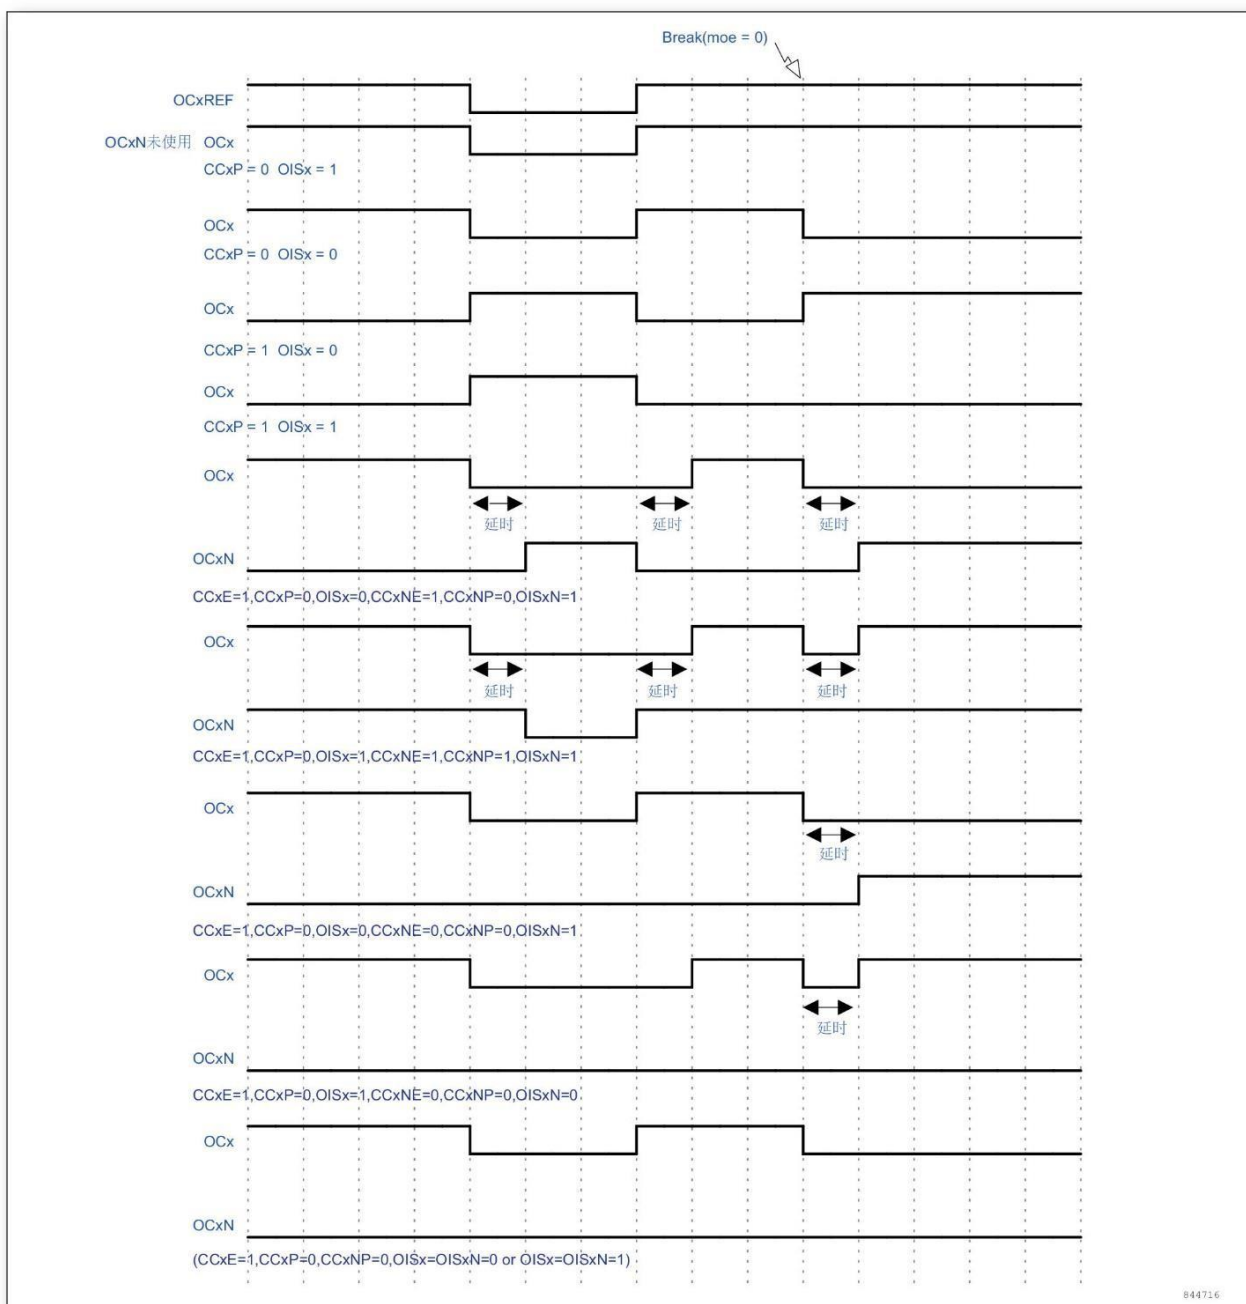 Break(moe = 0)
OCxREF
OCxN未使用 OCx
CCxP = 0 OISx = 1
OCx
CCxP = 0 OISx = 0
OCx
CCxP = 1 OISx = 0
OCx
CCxP = 1 OISx = 1
OCx
延时 延时 延时
OCxN
CCxE=1,CCxP=0,OISx=0,CCxNE=1,CCxNP=0,OISxN=1
OCx
延时 延时 延时
OCxN
CCxE=1,CCxP=0,OISx=1,CCxNE=1,CCxNP=1,OISxN=1
OCx
延时
OCxN
CCxE=1,CCxP=0,OISx=0,CCxNE=0,CCxNP=0,OISxN=1
OCx
延时
OCxN
CCxE=1,CCxP=0,OISx=1,CCxNE=0,CCxNP=0,OISxN=0
OCx
OCxN
(CCxE=1,CCxP=0,CCxNP=0,OISx=OISxN=0 or OISx=OISxN=1)
844716